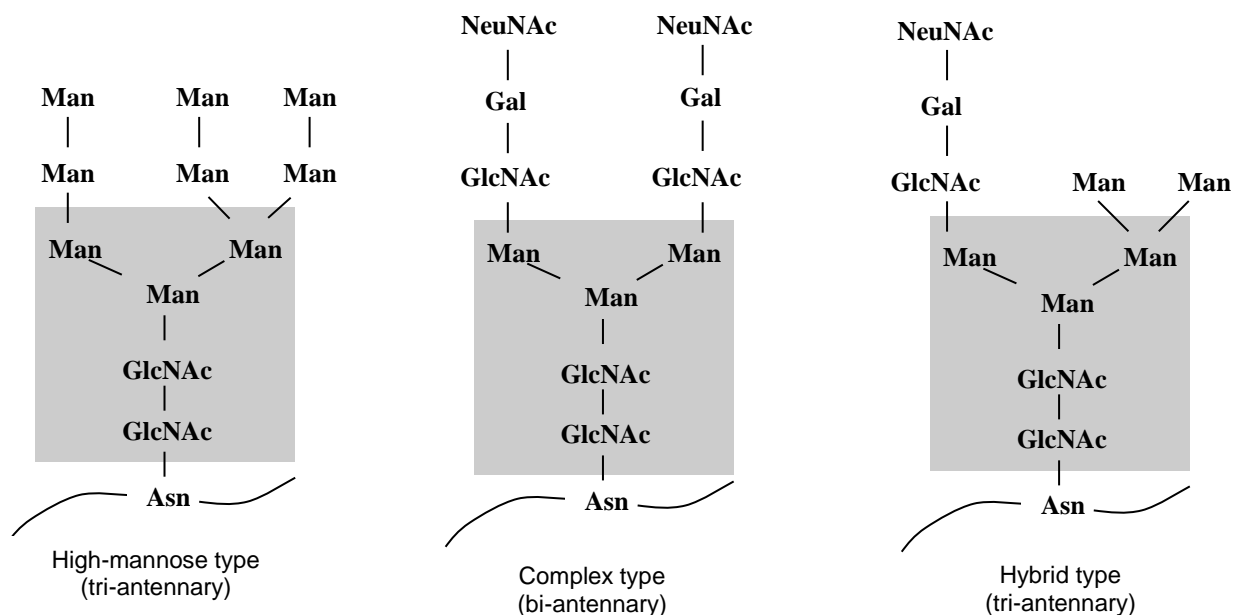 NeuNAc NeuNAc NeuNAc
Man Man Man Gal Gal Gal
Man Man Man GlcNAc GlcNAc GlcNAc Man Man
Man Man Man Man Man Man
Man Man Man
GlcNAc GlcNAc GlcNAc
GlcNAc GlcNAc GlcNAc
Asn Asn Asn
High-mannose type
(tri-antennary)
Complex type
(bi-antennary)
Hybrid type
(tri-antennary)